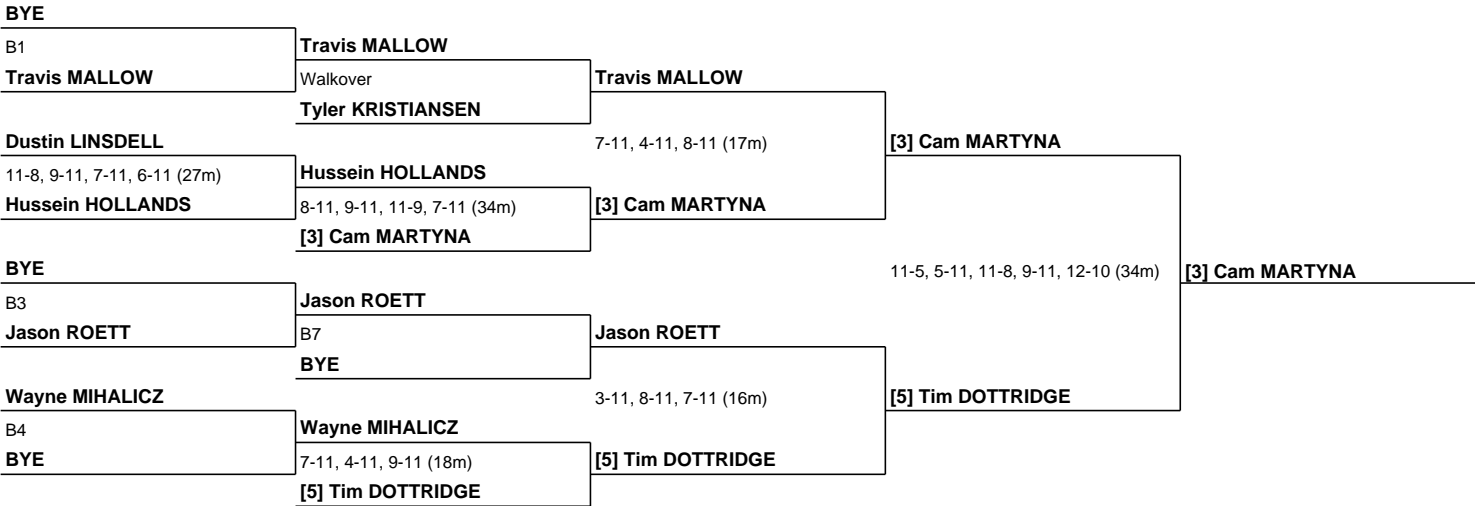 BYE
B1
Travis MALLOW
Travis MALLOW
Walkover
Travis MALLOW
Tyler KRISTIANSEN
Dustin LINSDELL
7-11, 4-11, 8-11 (17m)
[3] Cam MARTYNA
11-8, 9-11, 7-11, 6-11 (27m)
Hussein HOLLANDS
Hussein HOLLANDS
8-11, 9-11, 11-9, 7-11 (34m)
[3] Cam MARTYNA
[3] Cam MARTYNA
BYE
11-5, 5-11, 11-8, 9-11, 12-10 (34m)
[3] Cam MARTYNA
B3
Jason ROETT
Jason ROETT
B7
Jason ROETT
BYE
Wayne MIHALICZ
3-11, 8-11, 7-11 (16m)
[5] Tim DOTTRIDGE
B4
Wayne MIHALICZ
BYE
7-11, 4-11, 9-11 (18m)
[5] Tim DOTTRIDGE
[5] Tim DOTTRIDGE